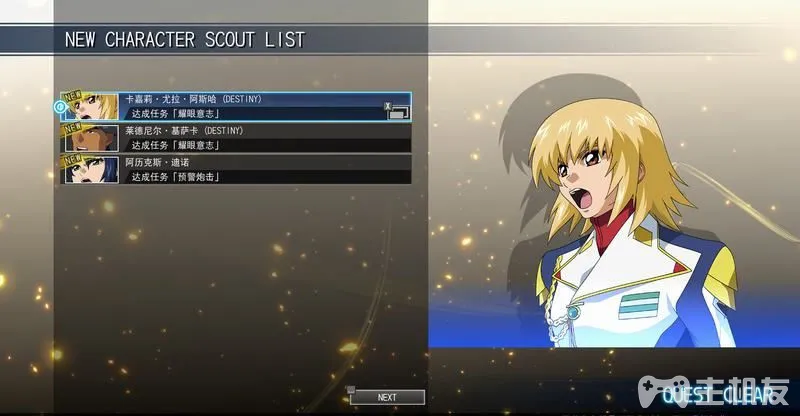 NEW CHARACTER SCOUT LIST
NEW
卡嘉莉·尤拉·阿斯哈 (DESTINY)
X
达成任务「耀眼意志」
NEW
莱德尼尔·基萨卡 (DESTINY)
达成任务「耀眼意志」
NEW
阿历克斯·迪诺
达成任务「预警炮击」
NEXT
QUEST CLEAR
主机友